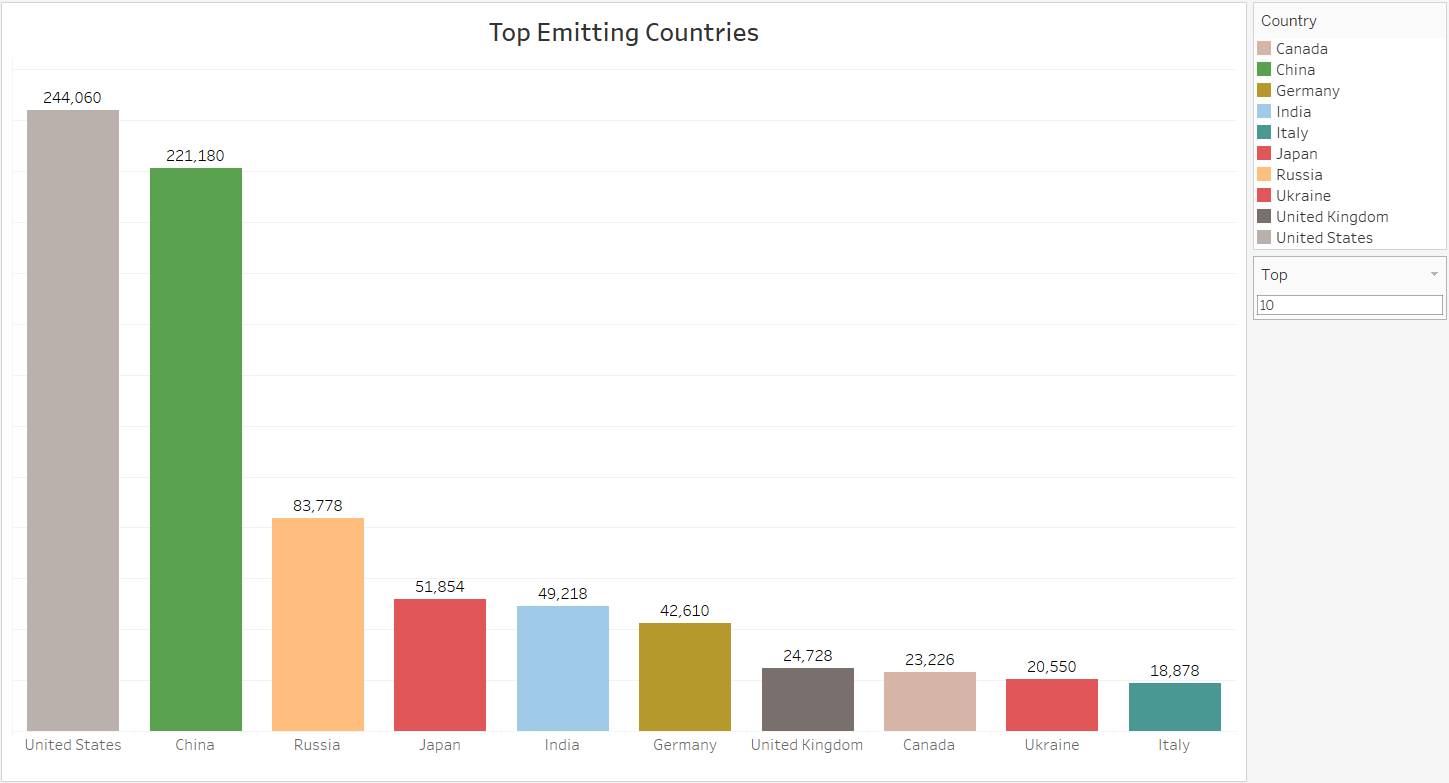 Top Emitting Countries
244,060
221,180
83,778
51,854
49,218
42,610
24,728
23,226
20,550
18,878
United States
China
Russia
Japan
India
Germany
United Kingdom
Canada
Ukraine
Italy
Country
Canada
China
Germany
India
Italy
Japan
Russia
Ukraine
United Kingdom
United States
Top
10